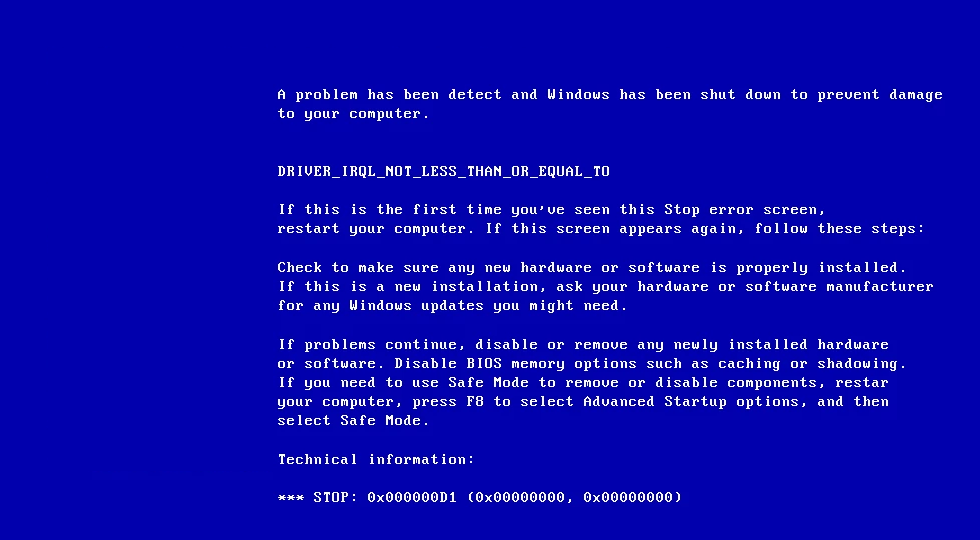 A problem has been detect and Windows has been shut down to prevent damage
to your computer.
DRIVER_IRQL_NOT_LESS_THAN_OR_EQUAL_TO
If this is the first time you've seen this Stop error screen,
restart your computer. If this screen appears again, follow these steps:
Check to make sure any new hardware or software is properly installed.
If this is a new installation, ask your hardware or software manufacturer
for any Windows updates you might need.
If problems continue, disable or remove any newly installed hardware
or software. Disable BIOS memory options such as caching or shadowing.
If you need to use Safe Mode to remove or disable components, restar
your computer, press F8 to select Advanced Startup options, and then
select Safe Mode.
Technical information:
*** STOP: 0x000000D1 (0x00000000, 0x00000000)